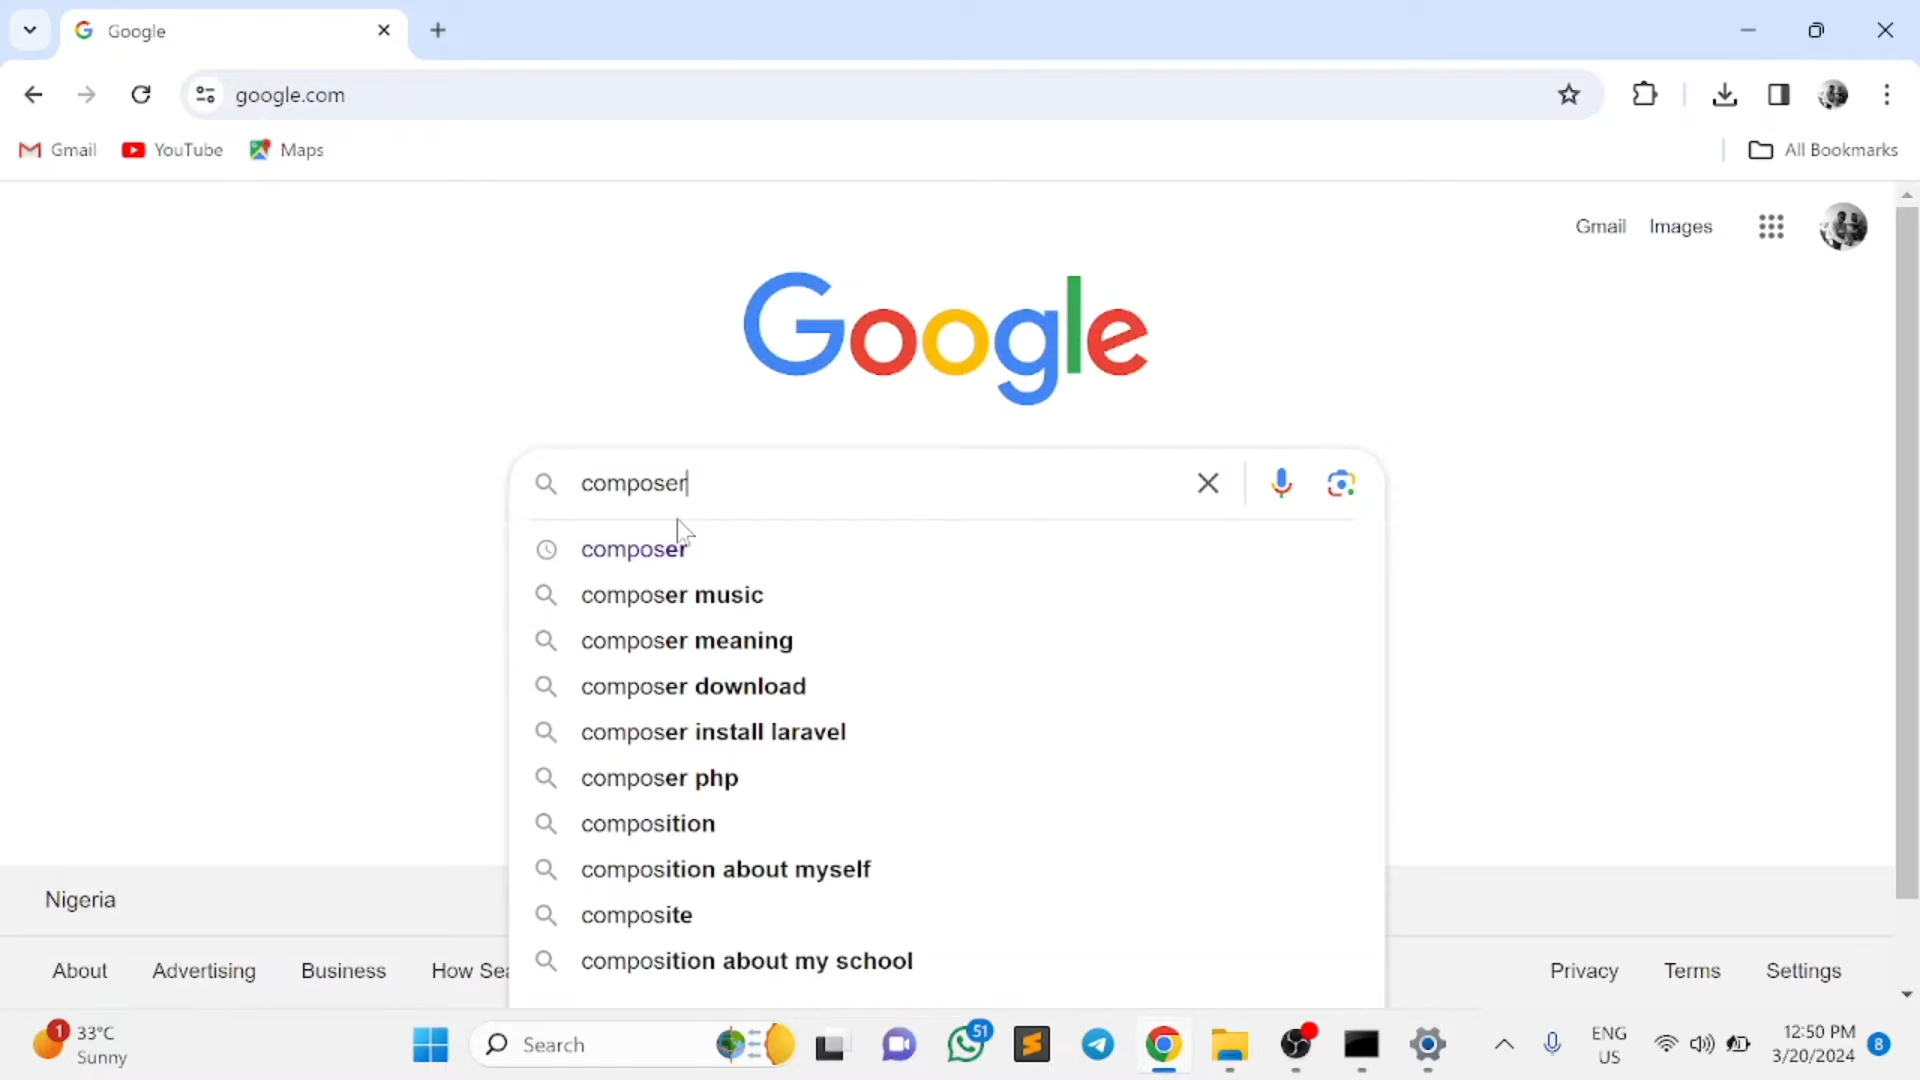 Google
google.com
Gmail YouTube Maps All Bookmarks
Gmail Images
Google
composer
composer
composer music
composer meaning
composer download
composer install laravel
composer php
composition
composition about myself
composite
composition about my school
Nigeria
About Advertising Business How Sea Privacy Terms Settings
1 33°C Sunny
Search
51
ENG US
12:50 PM
3/20/2024
8